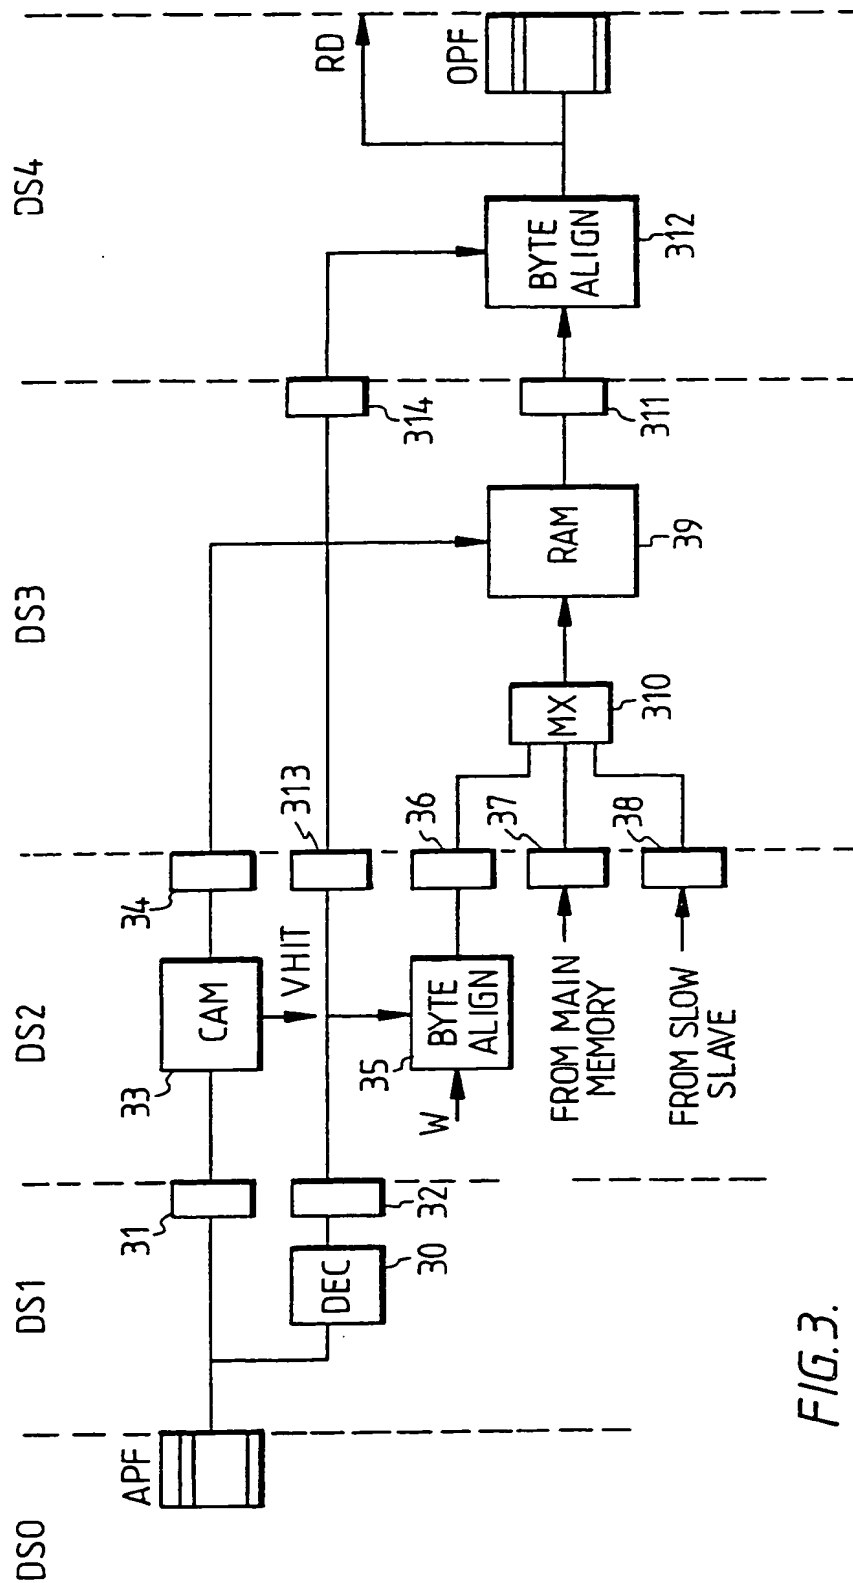 DS0
DS1
DS2
DS3
DS4
APF
31
DEC
30
32
33
CAM
34
VHIT
313
W
35
BYTE
ALIGN
36
FROM MAIN
MEMORY
37
FROM SLOW
SLAVE
38
MX
310
RAM
39
311
314
BYTE
ALIGN
312
RD
OPF
FIG.3.